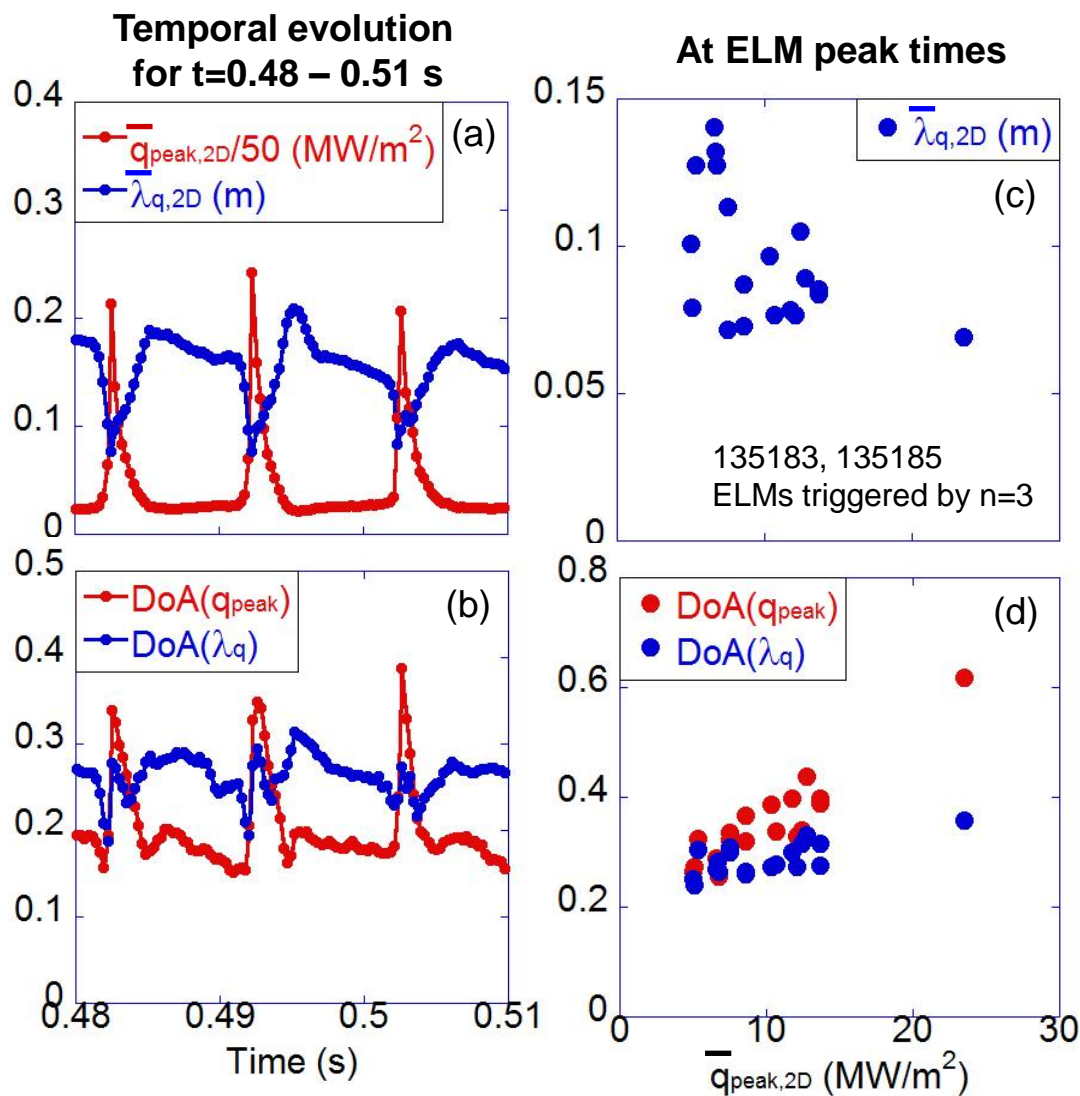 Temporal evolution
for t=0.48 – 0.51 s
At ELM peak times
0.4
0.3
0.2
0.1
0
q̅peak,2D/50 (MW/m²)
λ̅q,2D (m)
(a)
0.15
0.1
0.05
0
λ̅q,2D (m)
(c)
135183, 135185
ELMs triggered by n=3
0.5
0.4
0.3
0.2
0.1
0
DoA(qpeak)
DoA(λq)
(b)
0.48
0.49
0.5
0.51
Time (s)
0.8
0.6
0.4
0.2
0
DoA(qpeak)
DoA(λq)
(d)
0
10
20
30
q̅peak,2D (MW/m²)